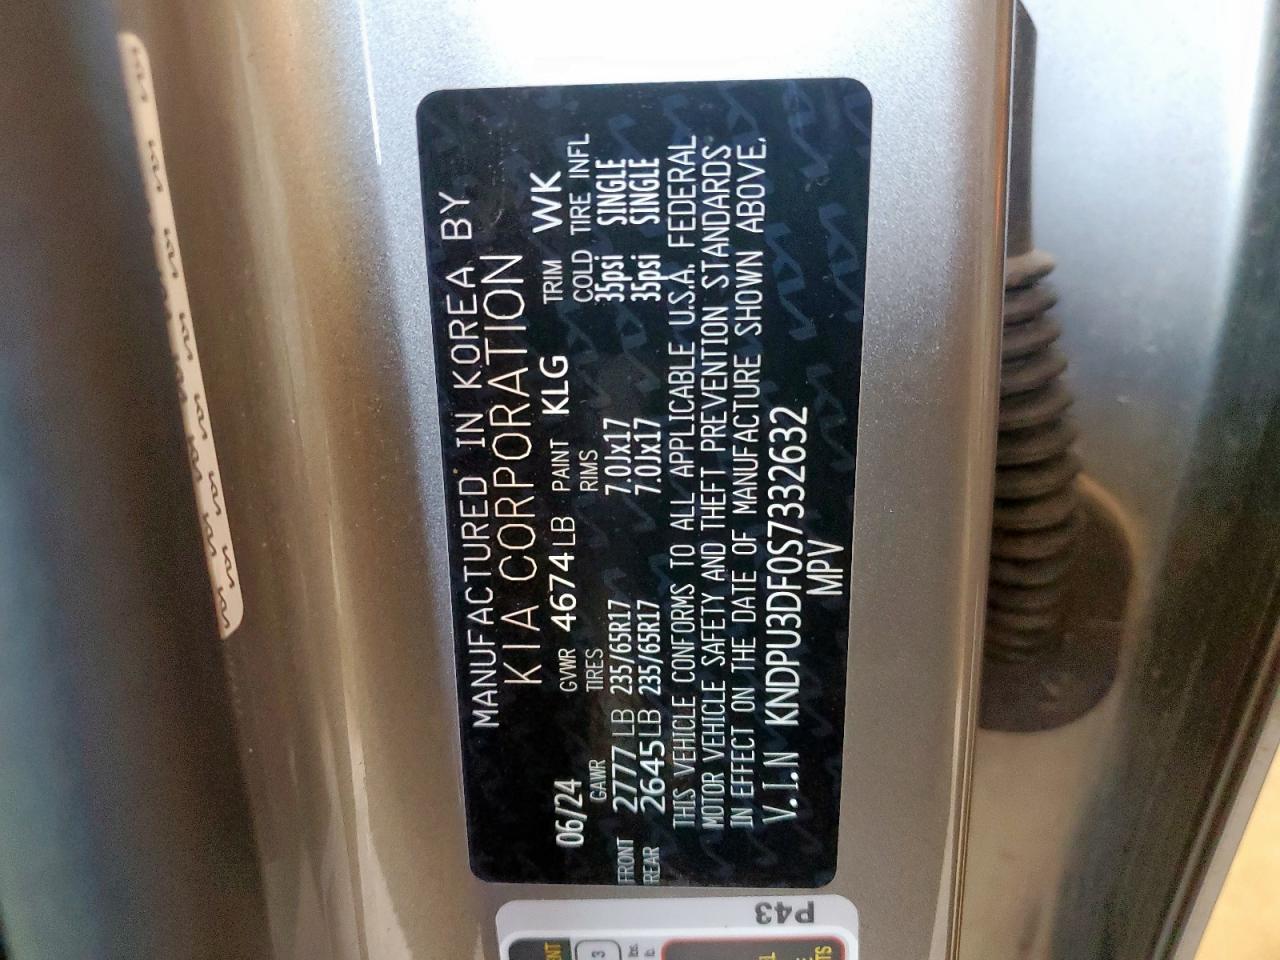 MANUFACTURED IN KOREA BY
KIA CORPORATION
06/24 GVWR 4674LB PAINT KLG TRIM WK
GAWR TIRES RIMS COLD TIRE INFL
FRONT 2777 LB 235/65R17 7.0Jx17 35psi SINGLE
REAR 2645LB 235/65R17 7.0Jx17 35psi SINGLE
THIS VEHICLE CONFORMS TO ALL APPLICABLE U.S.A. FEDERAL
MOTOR VEHICLE SAFETY AND THEFT PREVENTION STANDARDS
IN EFFECT ON THE DATE OF MANUFACTURE SHOWN ABOVE.
V.I.N KNDPU3DF0S7332632
MPV
P43
3